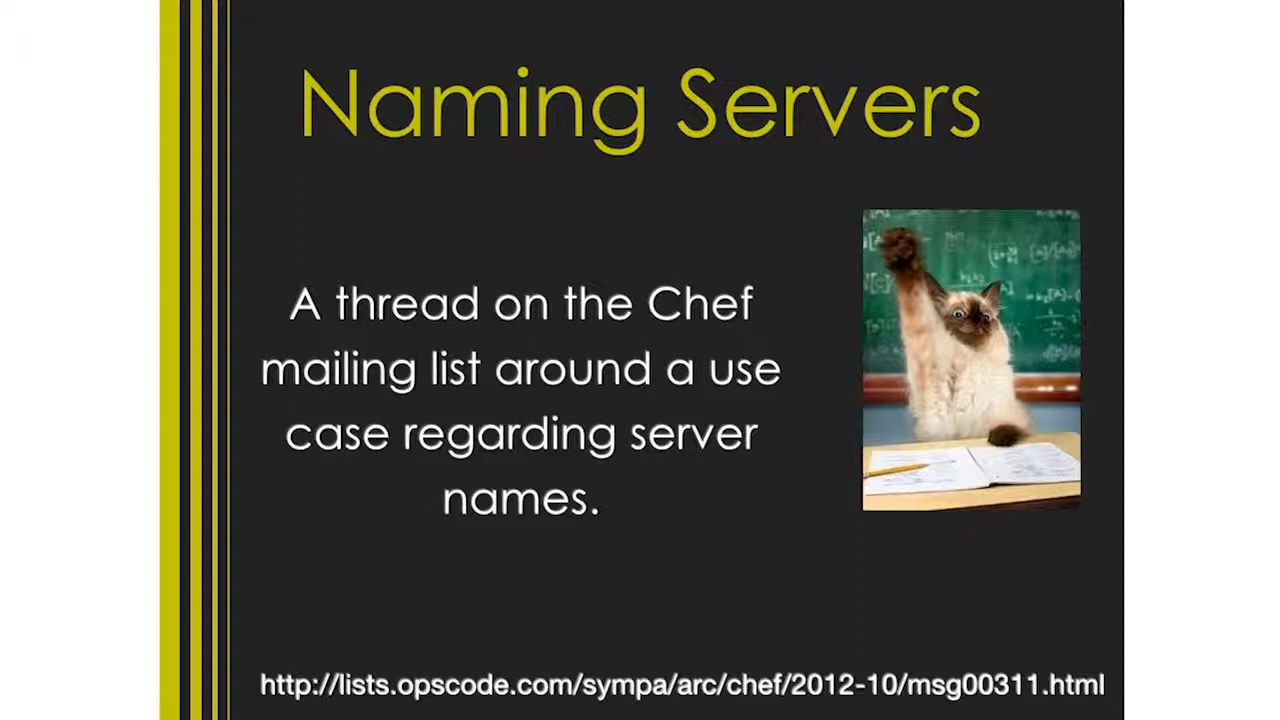 Naming Servers
A thread on the Chef
mailing list around a use
case regarding server
names.
http://lists.opscode.com/sympa/arc/chef/2012-10/msg00311.html